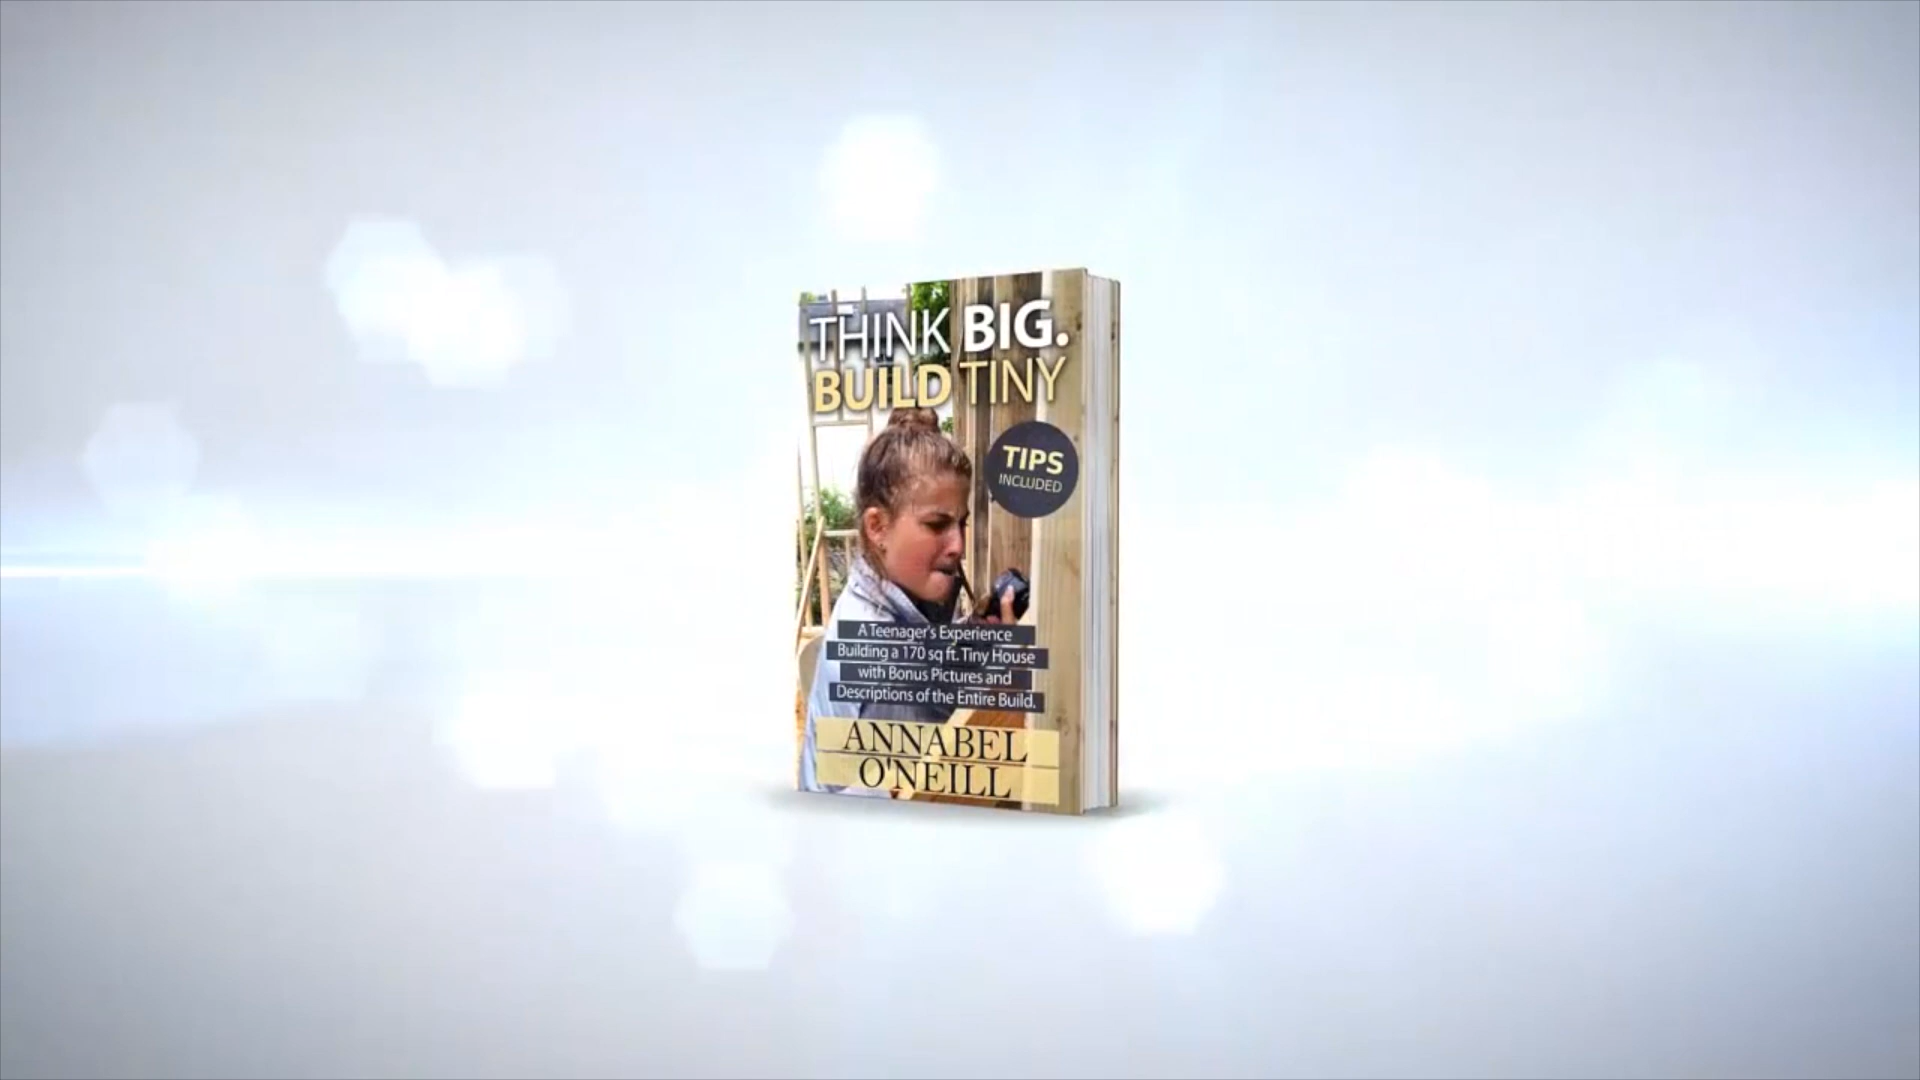 THINK BIG.
BUILD TINY
TIPS
INCLUDED
A Teenager's Experience
Building a 170 sq ft. Tiny House
with Bonus Pictures and
Descriptions of the Entire Build.
ANNABEL
O'NEILL